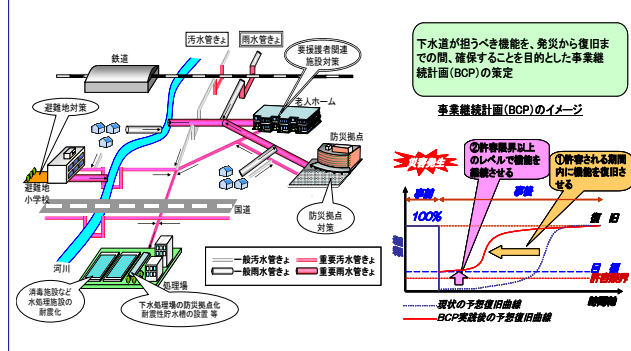 汚水管きょ
雨水管きょ
鉄道
要援護者関連
施設対策
避難地対策
老人ホーム
防災拠点
避難地
小学校
国道
防災拠点
対策
河川
処理場
消毒施設など
水処理施設の
耐震化
下水処理場の防災拠点化
耐震性貯水槽の設置 等
一般汚水管きょ
重要汚水管きょ
一般雨水管きょ
重要雨水管きょ
下水道が担うべき機能を、発災から復旧ま
での間、確保することを目的とした事業継
続計画(BCP)の策定
事業継続計画(BCP)のイメージ
災害発生
②許容限界以上
のレベルで機能を
継続させる
①許容される期間
内に機能を復旧さ
せる
事前
事後
100%
復 旧
機能
目 標
許容限界
時間軸
現状の予想復旧曲線
BCP実践後の予想復旧曲線